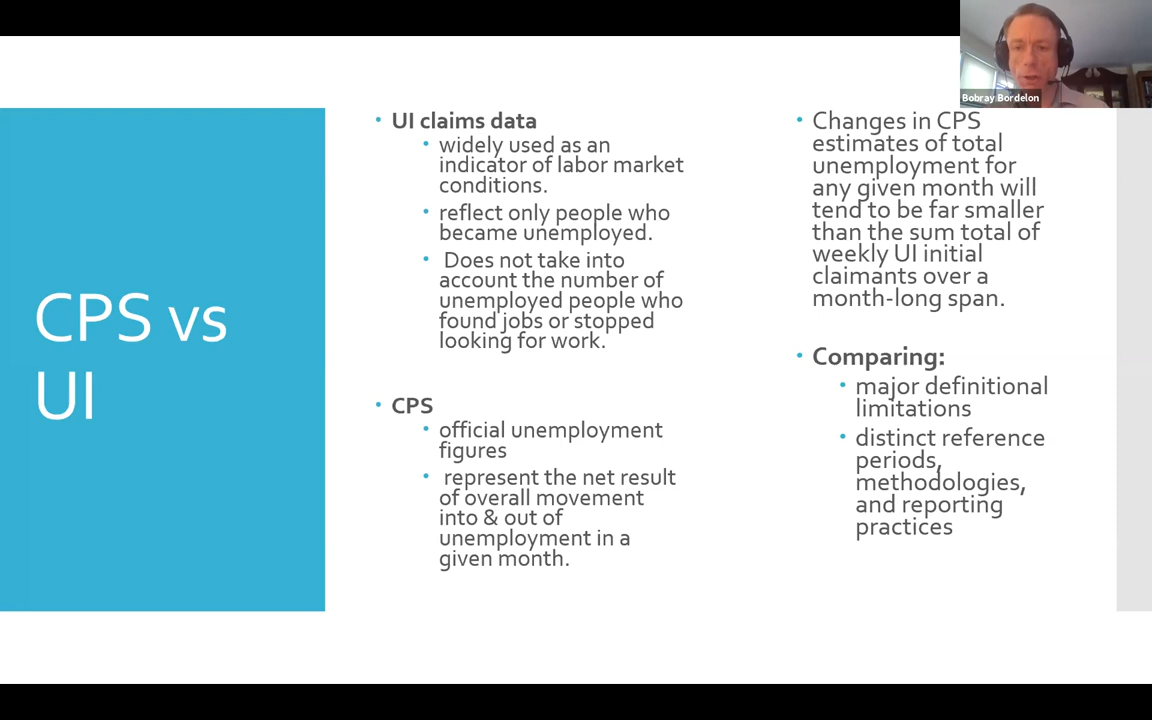 CPS vs
UI
UI claims data
widely used as an
indicator of labor market
conditions.
reflect only people who
became unemployed.
Does not take into
account the number of
unemployed people who
found jobs or stopped
looking for work.
CPS
official unemployment
figures
represent the net result
of overall movement
into & out of
unemployment in a
given month.
Changes in CPS
estimates of total
unemployment for
any given month will
tend to be far smaller
than the sum total of
weekly UI initial
claimants over a
month-long span.
Comparing:
major definitional
limitations
distinct reference
periods,
methodologies,
and reporting
practices
Bobray Bordelon